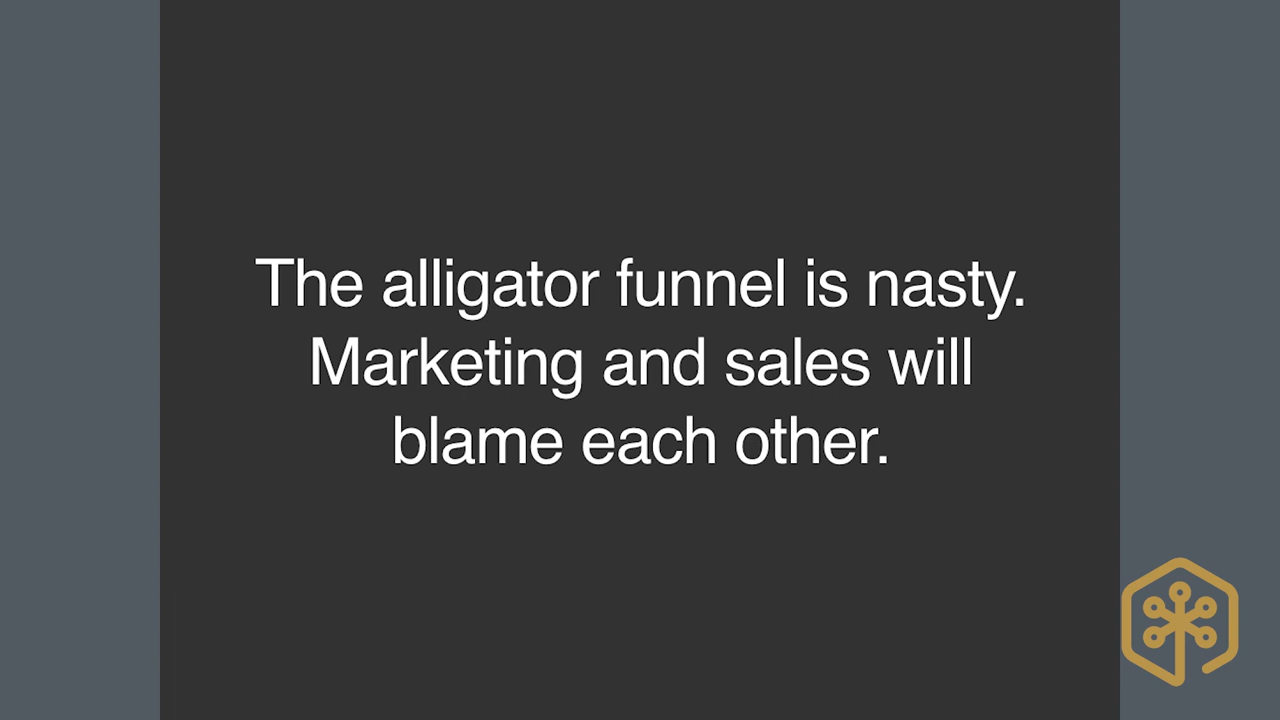 The alligator funnel is nasty.
Marketing and sales will
blame each other.